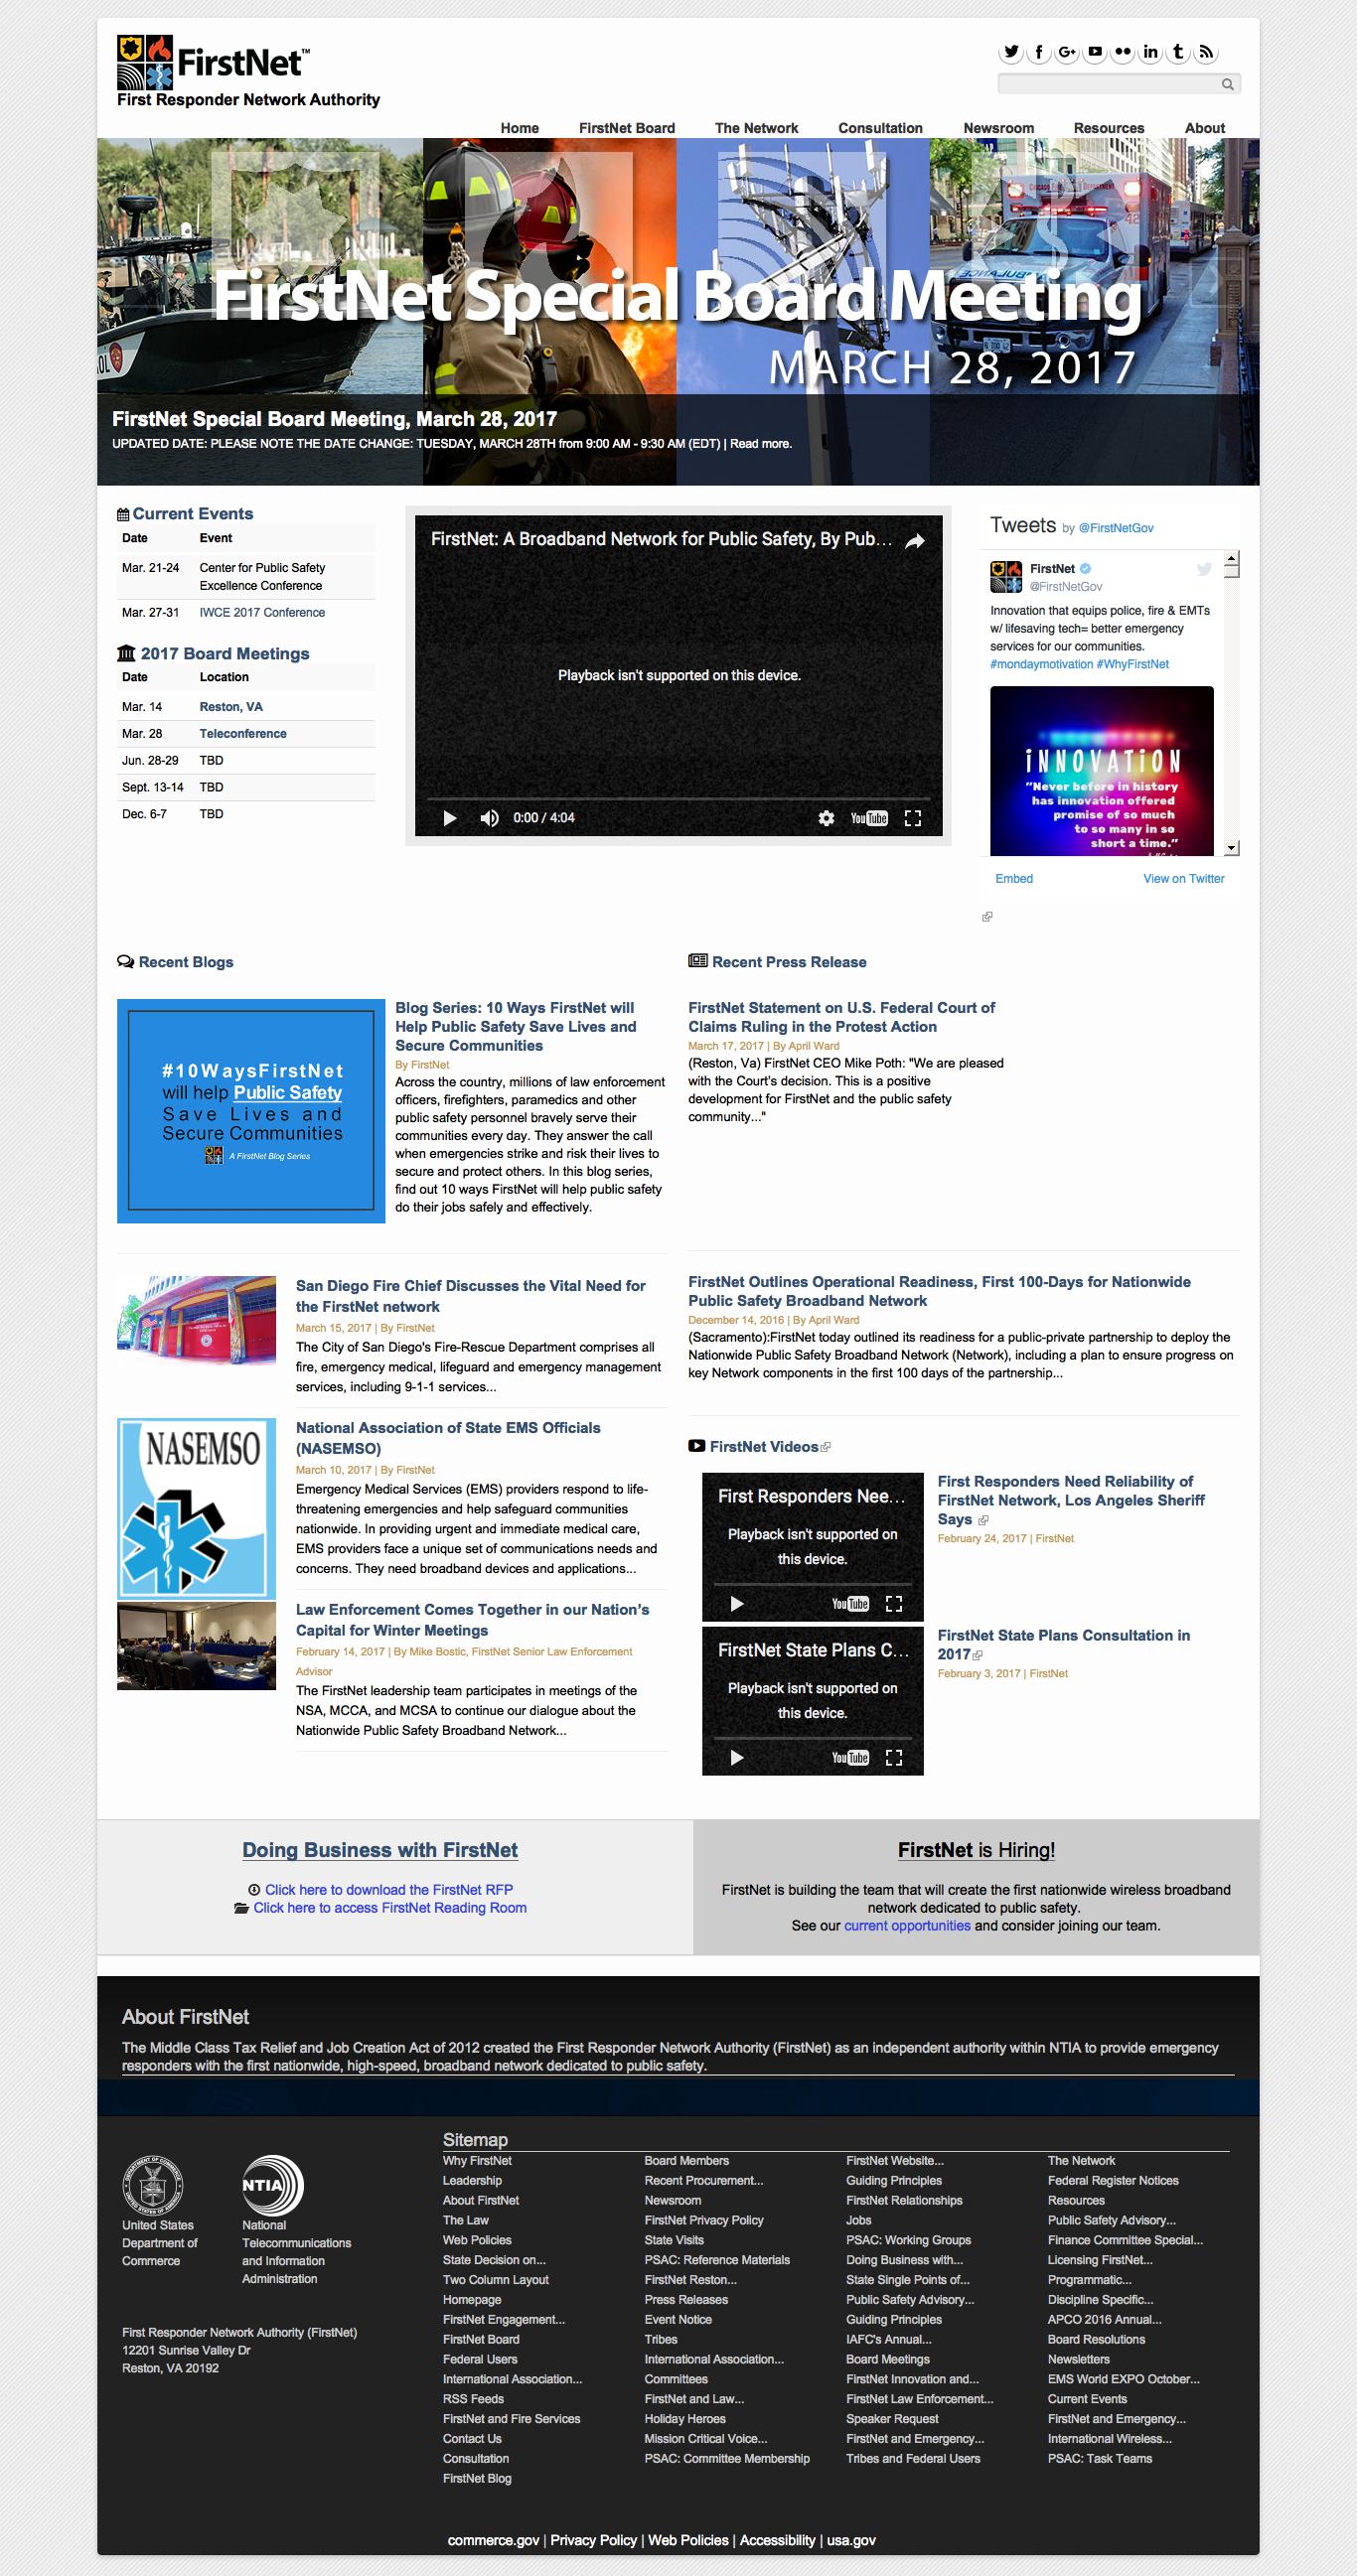 FirstNet™
First Responder Network Authority
Home FirstNet Board The Network Consultation Newsroom Resources About
FirstNet Special Board Meeting
MARCH 28, 2017
FirstNet Special Board Meeting, March 28, 2017
UPDATED DATE: PLEASE NOTE THE DATE CHANGE: TUESDAY, MARCH 28TH from 9:00 AM - 9:30 AM (EDT) | Read more.
Current Events
Date Event
Mar. 21-24 Center for Public Safety
Excellence Conference
Mar. 27-31 IWCE 2017 Conference
2017 Board Meetings
Date Location
Mar. 14 Reston, VA
Mar. 28 Teleconference
Jun. 28-29 TBD
Sept. 13-14 TBD
Dec. 6-7 TBD
FirstNet: A Broadband Network for Public Safety, By Pub...
Playback isn't supported on this device.
0:00 / 4:04
YouTube
Tweets by @FirstNetGov
FirstNet
@FirstNetGov
Innovation that equips police, fire & EMTs
w/ lifesaving tech= better emergency
services for our communities.
#mondaymotivation #WhyFirstNet
iNNOVATiON
"Never before in history
has innovation offered
promise of so much
to so many in so
short a time."
Embed View on Twitter
Recent Blogs
#10WaysFirstNet
will help Public Safety
Save Lives and
Secure Communities
A FirstNet Blog Series
Blog Series: 10 Ways FirstNet will
Help Public Safety Save Lives and
Secure Communities
By FirstNet
Across the country, millions of law enforcement
officers, firefighters, paramedics and other
public safety personnel bravely serve their
communities every day. They answer the call
when emergencies strike and risk their lives to
secure and protect others. In this blog series,
find out 10 ways FirstNet will help public safety
do their jobs safely and effectively.
San Diego Fire Chief Discusses the Vital Need for
the FirstNet network
March 15, 2017 | By FirstNet
The City of San Diego's Fire-Rescue Department comprises all
fire, emergency medical, lifeguard and emergency management
services, including 9-1-1 services...
NASEMSO
National Association of State EMS Officials
(NASEMSO)
March 10, 2017 | By FirstNet
Emergency Medical Services (EMS) providers respond to life-
threatening emergencies and help safeguard communities
nationwide. In providing urgent and immediate medical care,
EMS providers face a unique set of communications needs and
concerns. They need broadband devices and applications...
Law Enforcement Comes Together in our Nation's
Capital for Winter Meetings
February 14, 2017 | By Mike Bostic, FirstNet Senior Law Enforcement
Advisor
The FirstNet leadership team participates in meetings of the
NSA, MCCA, and MCSA to continue our dialogue about the
Nationwide Public Safety Broadband Network...
Recent Press Release
FirstNet Statement on U.S. Federal Court of
Claims Ruling in the Protest Action
March 17, 2017 | By April Ward
(Reston, Va) FirstNet CEO Mike Poth: "We are pleased
with the Court's decision. This is a positive
development for FirstNet and the public safety
community..."
FirstNet Outlines Operational Readiness, First 100-Days for Nationwide
Public Safety Broadband Network
December 14, 2016 | By April Ward
(Sacramento):FirstNet today outlined its readiness for a public-private partnership to deploy the
Nationwide Public Safety Broadband Network (Network), including a plan to ensure progress on
key Network components in the first 100 days of the partnership...
FirstNet Videos
First Responders Nee...
Playback isn't supported on
this device.
YouTube
First Responders Need Reliability of
FirstNet Network, Los Angeles Sheriff
Says
February 24, 2017 | FirstNet
FirstNet State Plans C...
Playback isn't supported on
this device.
YouTube
FirstNet State Plans Consultation in
2017
February 3, 2017 | FirstNet
Doing Business with FirstNet
Click here to download the FirstNet RFP
Click here to access FirstNet Reading Room
FirstNet is Hiring!
FirstNet is building the team that will create the first nationwide wireless broadband
network dedicated to public safety.
See our current opportunities and consider joining our team.
About FirstNet
The Middle Class Tax Relief and Job Creation Act of 2012 created the First Responder Network Authority (FirstNet) as an independent authority within NTIA to provide emergency
responders with the first nationwide, high-speed, broadband network dedicated to public safety.
United States
Department of
Commerce
NTIA
National
Telecommunications
and Information
Administration
First Responder Network Authority (FirstNet)
12201 Sunrise Valley Dr
Reston, VA 20192
Sitemap
Why FirstNet Board Members FirstNet Website... The Network
Leadership Recent Procurement... Guiding Principles Federal Register Notices
About FirstNet Newsroom FirstNet Relationships Resources
The Law FirstNet Privacy Policy Jobs Public Safety Advisory...
Web Policies State Visits PSAC: Working Groups Finance Committee Special...
State Decision on... PSAC: Reference Materials Doing Business with... Licensing FirstNet...
Two Column Layout FirstNet Reston... State Single Points of... Programmatic...
Homepage Press Releases Public Safety Advisory... Discipline Specific...
FirstNet Engagement... Event Notice Guiding Principles APCO 2016 Annual...
FirstNet Board Tribes IAFC's Annual... Board Resolutions
Federal Users International Association... Board Meetings Newsletters
International Association... Committees FirstNet Innovation and... EMS World EXPO October...
RSS Feeds FirstNet and Law... FirstNet Law Enforcement... Current Events
FirstNet and Fire Services Holiday Heroes Speaker Request FirstNet and Emergency...
Contact Us Mission Critical Voice... FirstNet and Emergency... International Wireless...
Consultation PSAC: Committee Membership Tribes and Federal Users PSAC: Task Teams
FirstNet Blog
commerce.gov | Privacy Policy | Web Policies | Accessibility | usa.gov